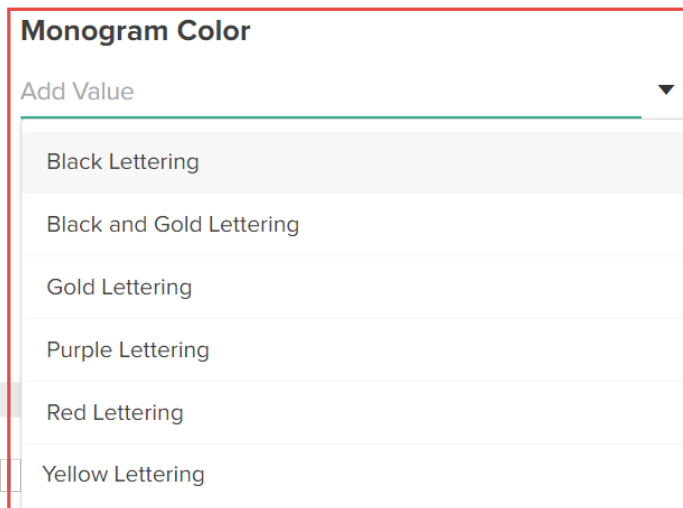 Monogram Color
Add Value
Black Lettering
Black and Gold Lettering
Gold Lettering
Purple Lettering
Red Lettering
Yellow Lettering